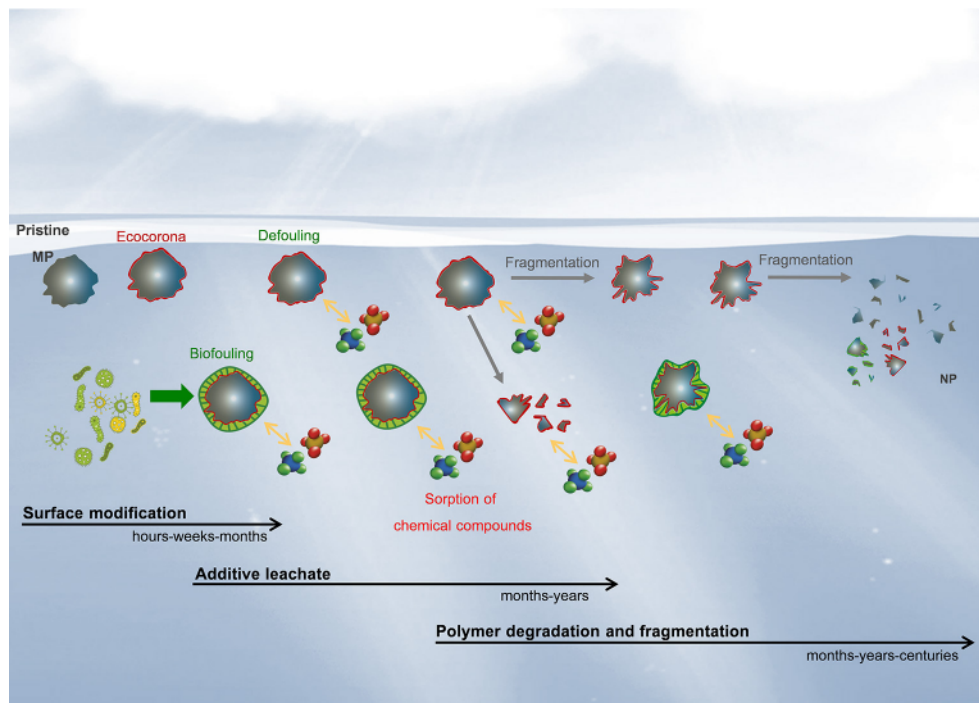 Pristine
MP
Ecocorona
Defouling
Fragmentation
Fragmentation
NP
Biofouling
Sorption of
chemical compounds
Surface modification
hours-weeks-months
Additive leachate
months-years
Polymer degradation and fragmentation
months-years-centuries